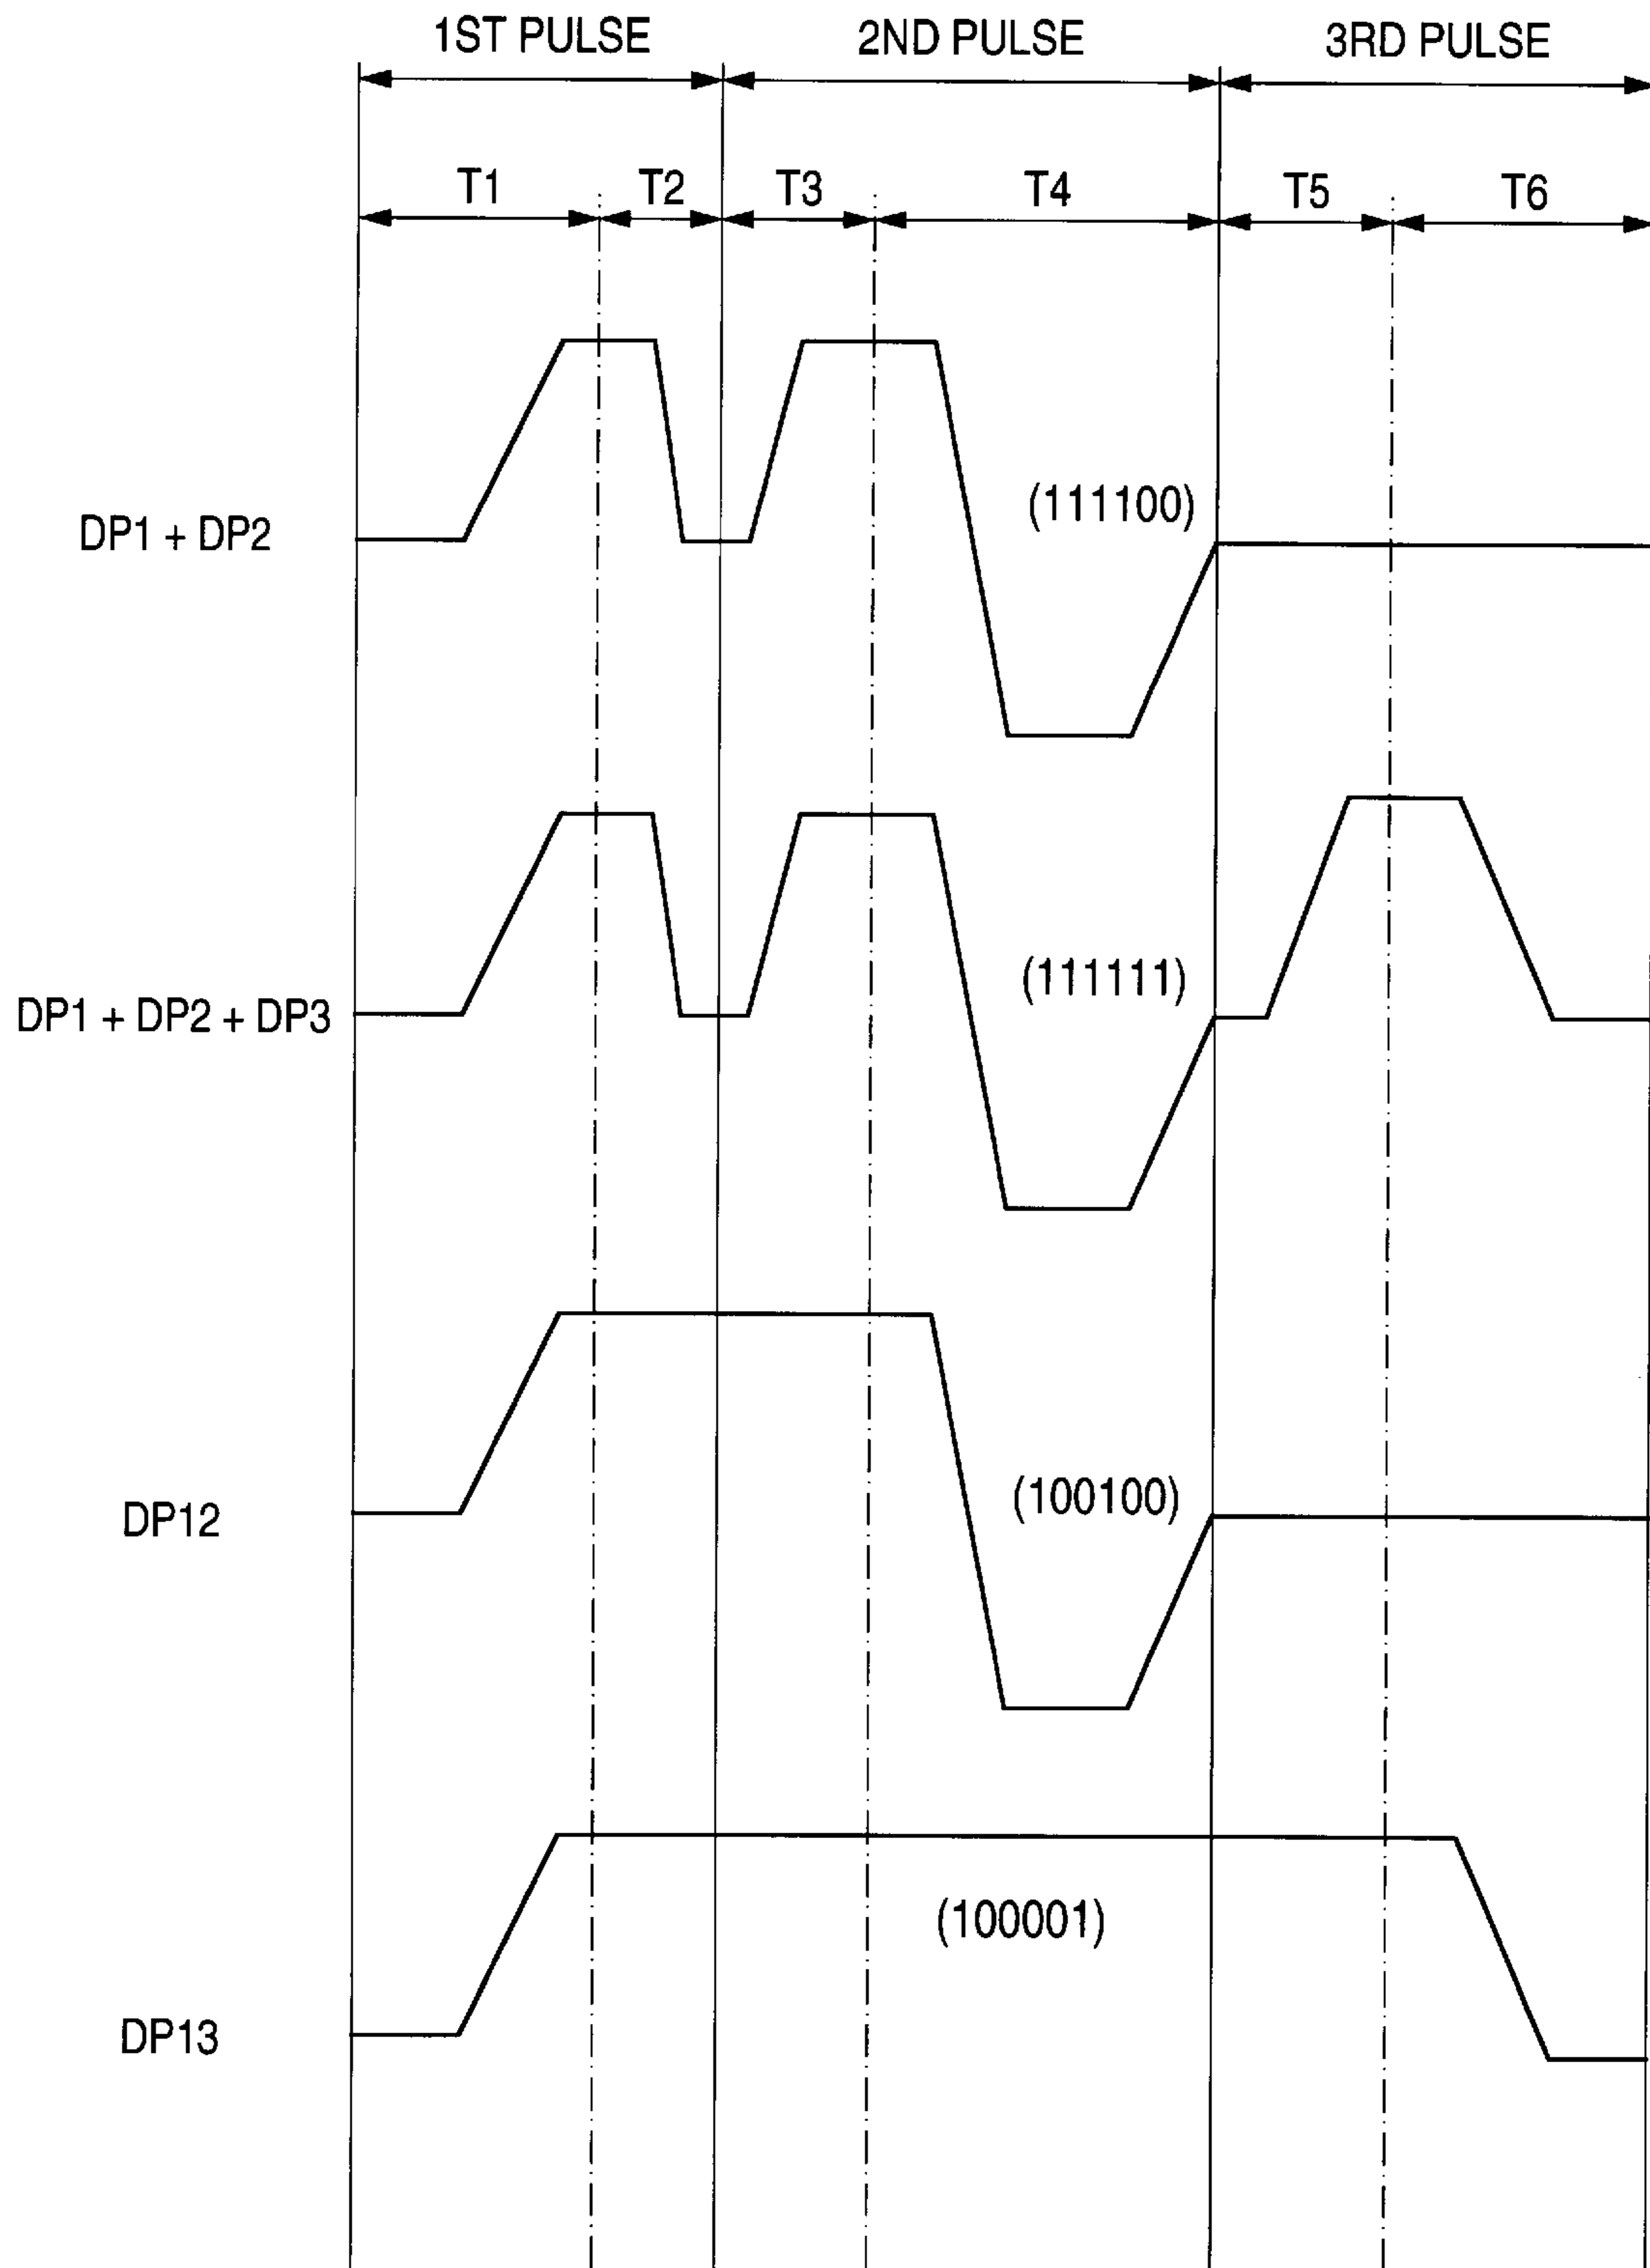 1ST PULSE 2ND PULSE 3RD PULSE
T1 T2 T3 T4 T5 T6
(111100)
DP1 + DP2
(111111)
DP1 + DP2 + DP3
(100100)
DP12
(100001)
DP13